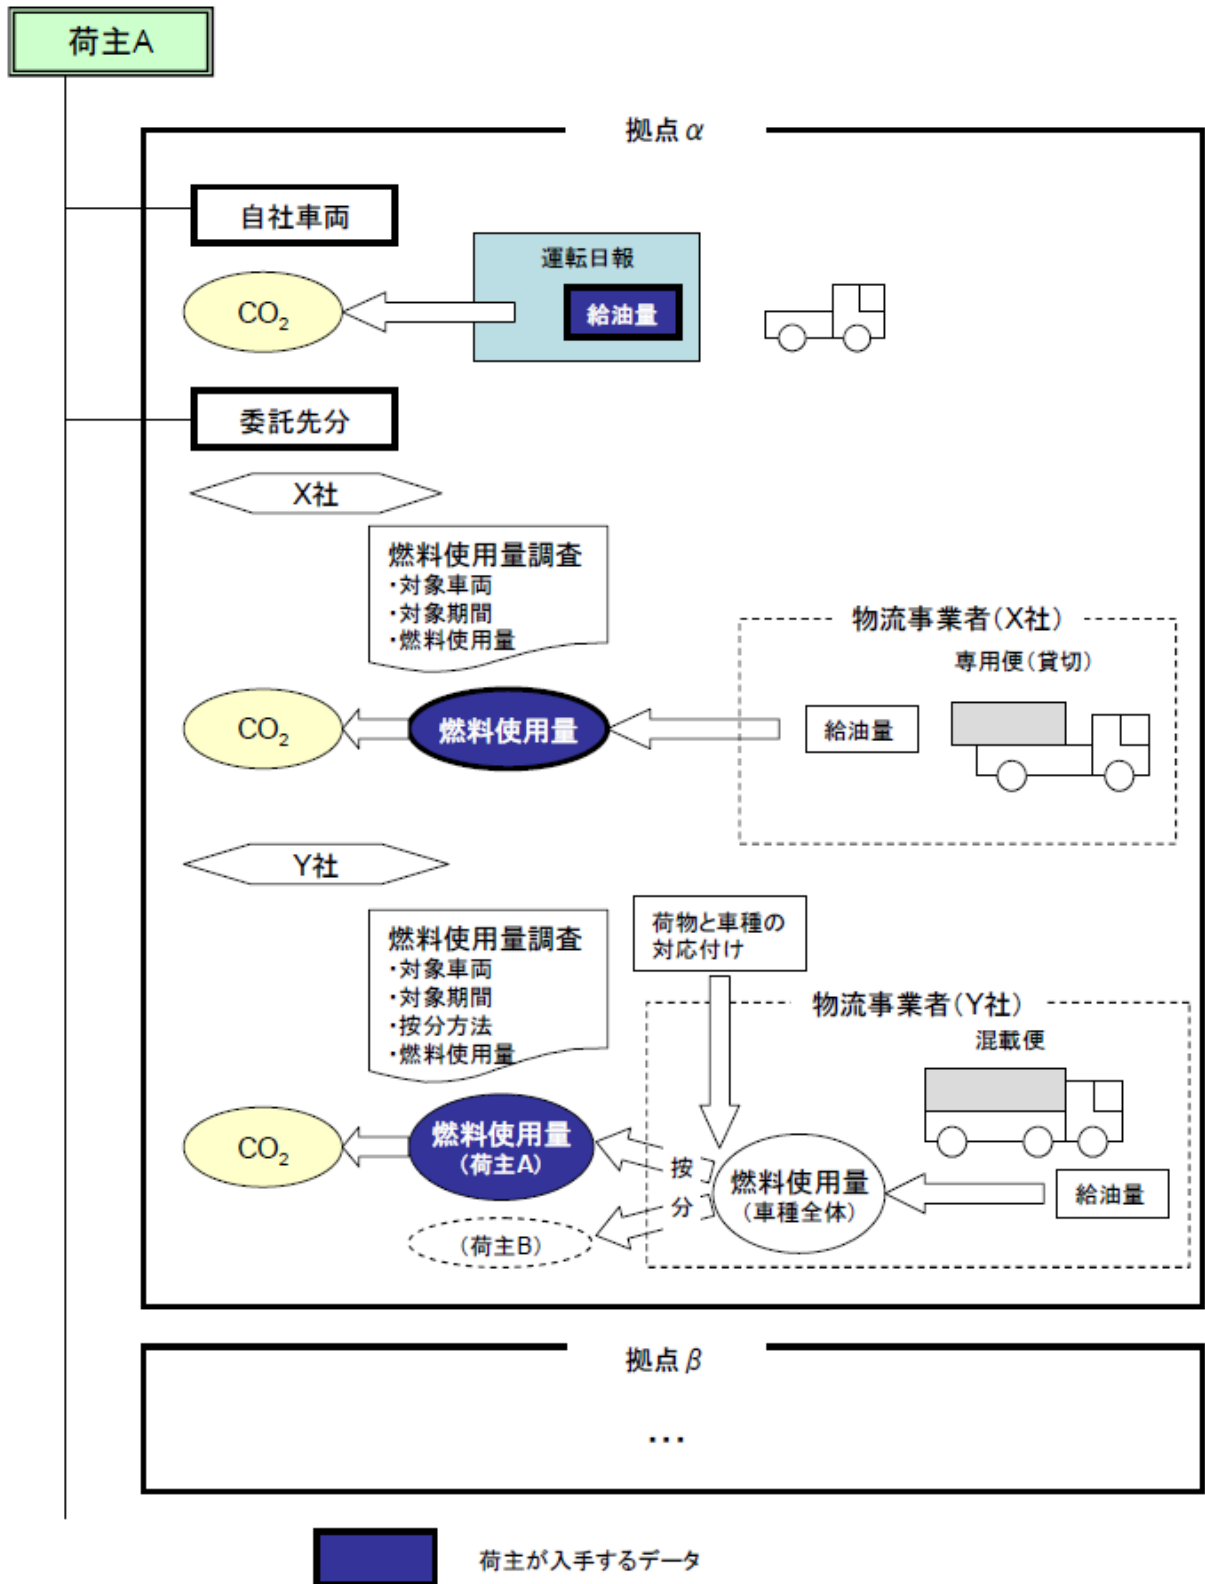 荷主A
拠点α
自社車両
運転日報
給油量
CO₂
委託先分
X社
燃料使用量調査
・対象車両
・対象期間
・燃料使用量
物流事業者(X社)
専用便(貸切)
CO₂
燃料使用量
給油量
Y社
燃料使用量調査
・対象車両
・対象期間
・按分方法
・燃料使用量
荷物と車種の
対応付け
物流事業者(Y社)
混載便
CO₂
燃料使用量
(荷主A)
按
分
燃料使用量
(車種全体)
給油量
(荷主B)
拠点β
…
荷主が入手するデータ